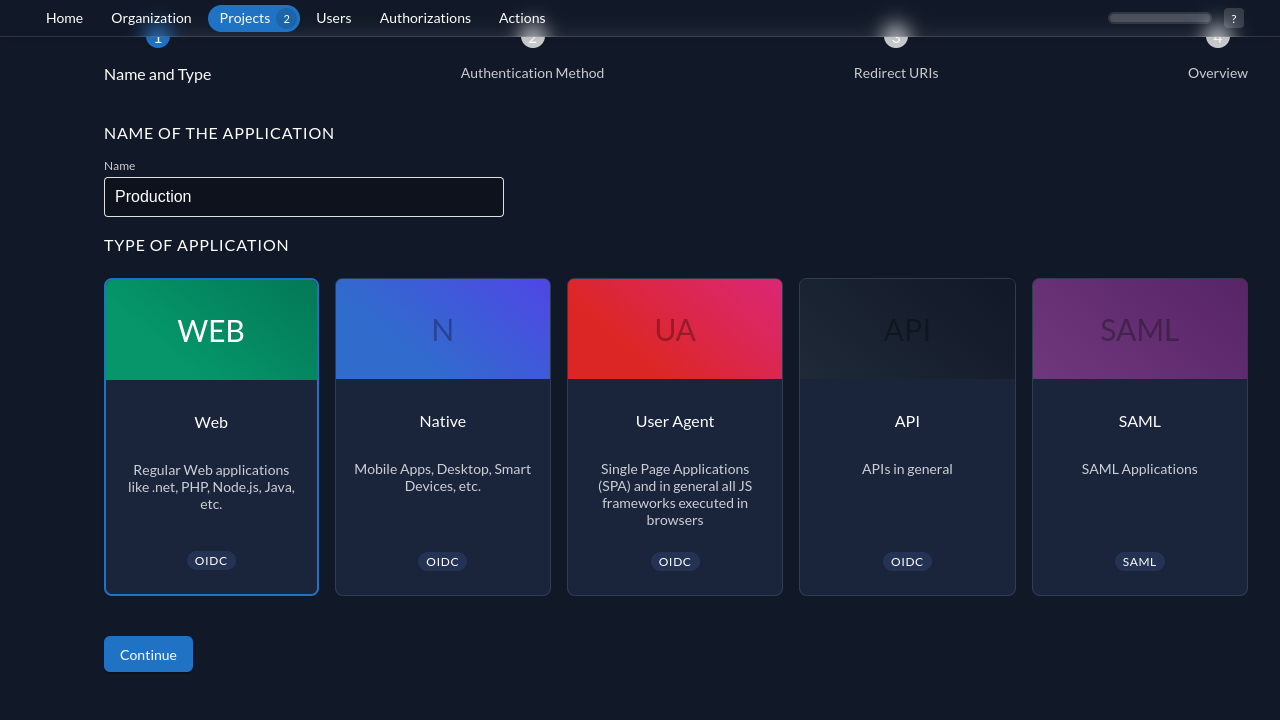 Home Organization Projects 2 Users Authorizations Actions ?
1 2 3 4
Name and Type Authentication Method Redirect URIs Overview
NAME OF THE APPLICATION
Name
Production
TYPE OF APPLICATION
WEB N UA API SAML
Web Native User Agent API SAML
Regular Web applications
like .net, PHP, Node.js, Java,
etc.
Mobile Apps, Desktop, Smart
Devices, etc.
Single Page Applications
(SPA) and in general all JS
frameworks executed in
browsers
APIs in general
SAML Applications
OIDC OIDC OIDC OIDC SAML
Continue